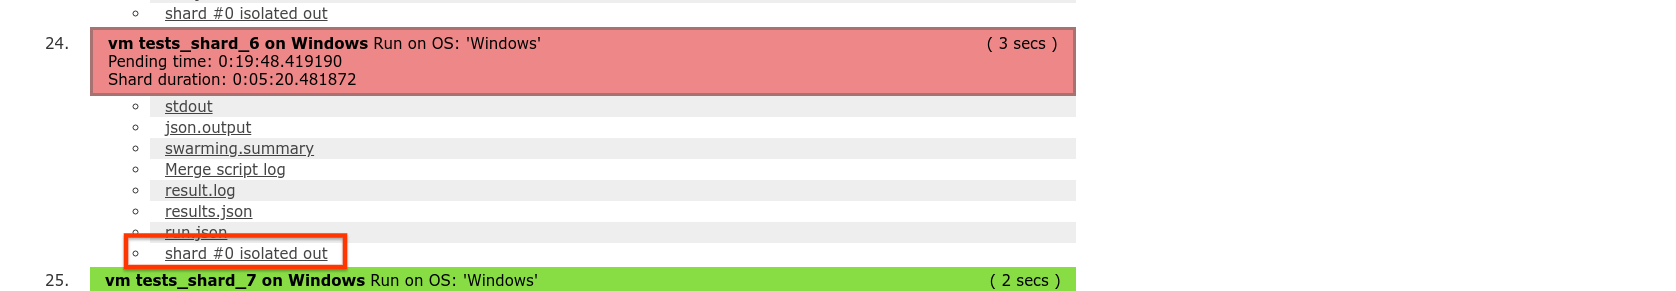 shard #0 isolated out
24. vm tests_shard_6 on Windows Run on OS: 'Windows' ( 3 secs )
Pending time: 0:19:48.419190
Shard duration: 0:05:20.481872
stdout
json.output
swarming.summary
Merge script log
result.log
results.json
run.json
shard #0 isolated out
25. vm tests_shard_7 on Windows Run on OS: 'Windows' ( 2 secs )